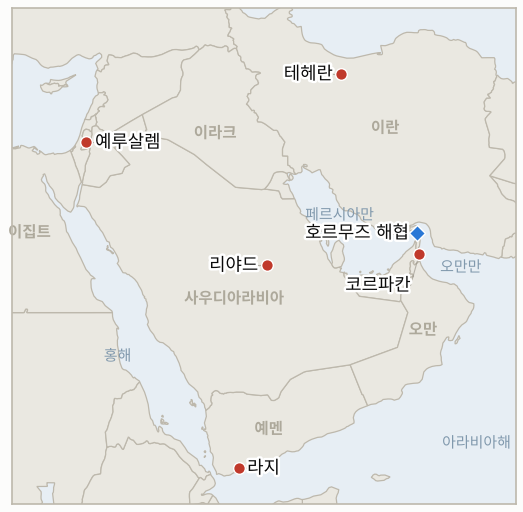 테헤란
이란
이라크
예루살렘
페르시아만
호르무즈 해협
이집트
리야드
오만만
코르파칸
사우디아라비아
오만
홍해
예멘
아라비아해
라지